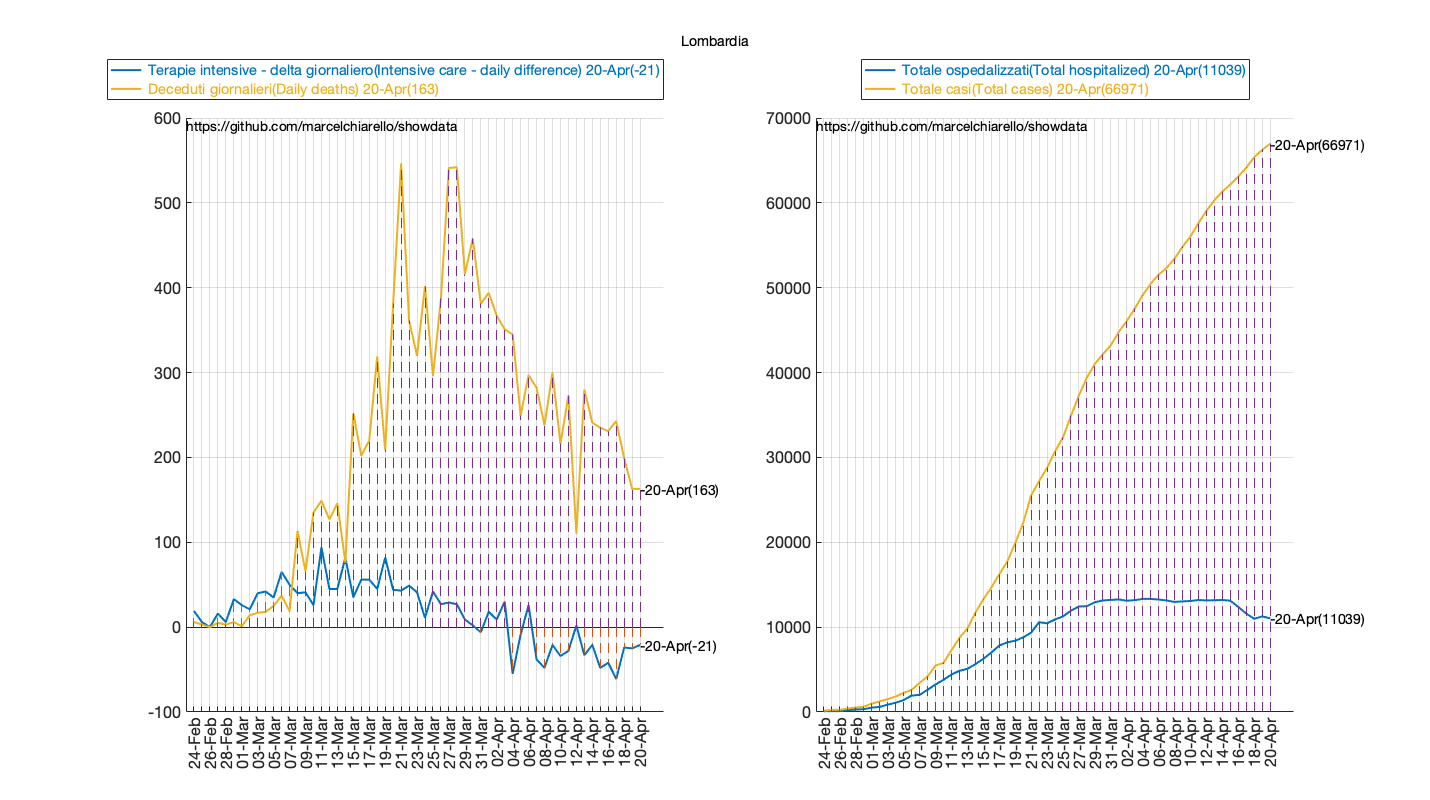 Lombardia
Terapie intensive - delta giornaliero(Intensive care - daily difference) 20-Apr(-21)
Deceduti giornalieri(Daily deaths) 20-Apr(163)
600
https://github.com/marcelchiarello/showdata
500
400
300
200
-20-Apr(163)
100
0
-20-Apr(-21)
-100
24-Feb
26-Feb
28-Feb
01-Mar
03-Mar
05-Mar
07-Mar
09-Mar
11-Mar
13-Mar
15-Mar
17-Mar
19-Mar
21-Mar
23-Mar
25-Mar
27-Mar
29-Mar
31-Mar
02-Apr
04-Apr
06-Apr
08-Apr
10-Apr
12-Apr
14-Apr
16-Apr
18-Apr
20-Apr
Totale ospedalizzati(Total hospitalized) 20-Apr(11039)
Totale casi(Total cases) 20-Apr(66971)
70000
https://github.com/marcelchiarello/showdata
-20-Apr(66971)
60000
50000
40000
30000
20000
10000
-20-Apr(11039)
0
24-Feb
26-Feb
28-Feb
01-Mar
03-Mar
05-Mar
07-Mar
09-Mar
11-Mar
13-Mar
15-Mar
17-Mar
19-Mar
21-Mar
23-Mar
25-Mar
27-Mar
29-Mar
31-Mar
02-Apr
04-Apr
06-Apr
08-Apr
10-Apr
12-Apr
14-Apr
16-Apr
18-Apr
20-Apr